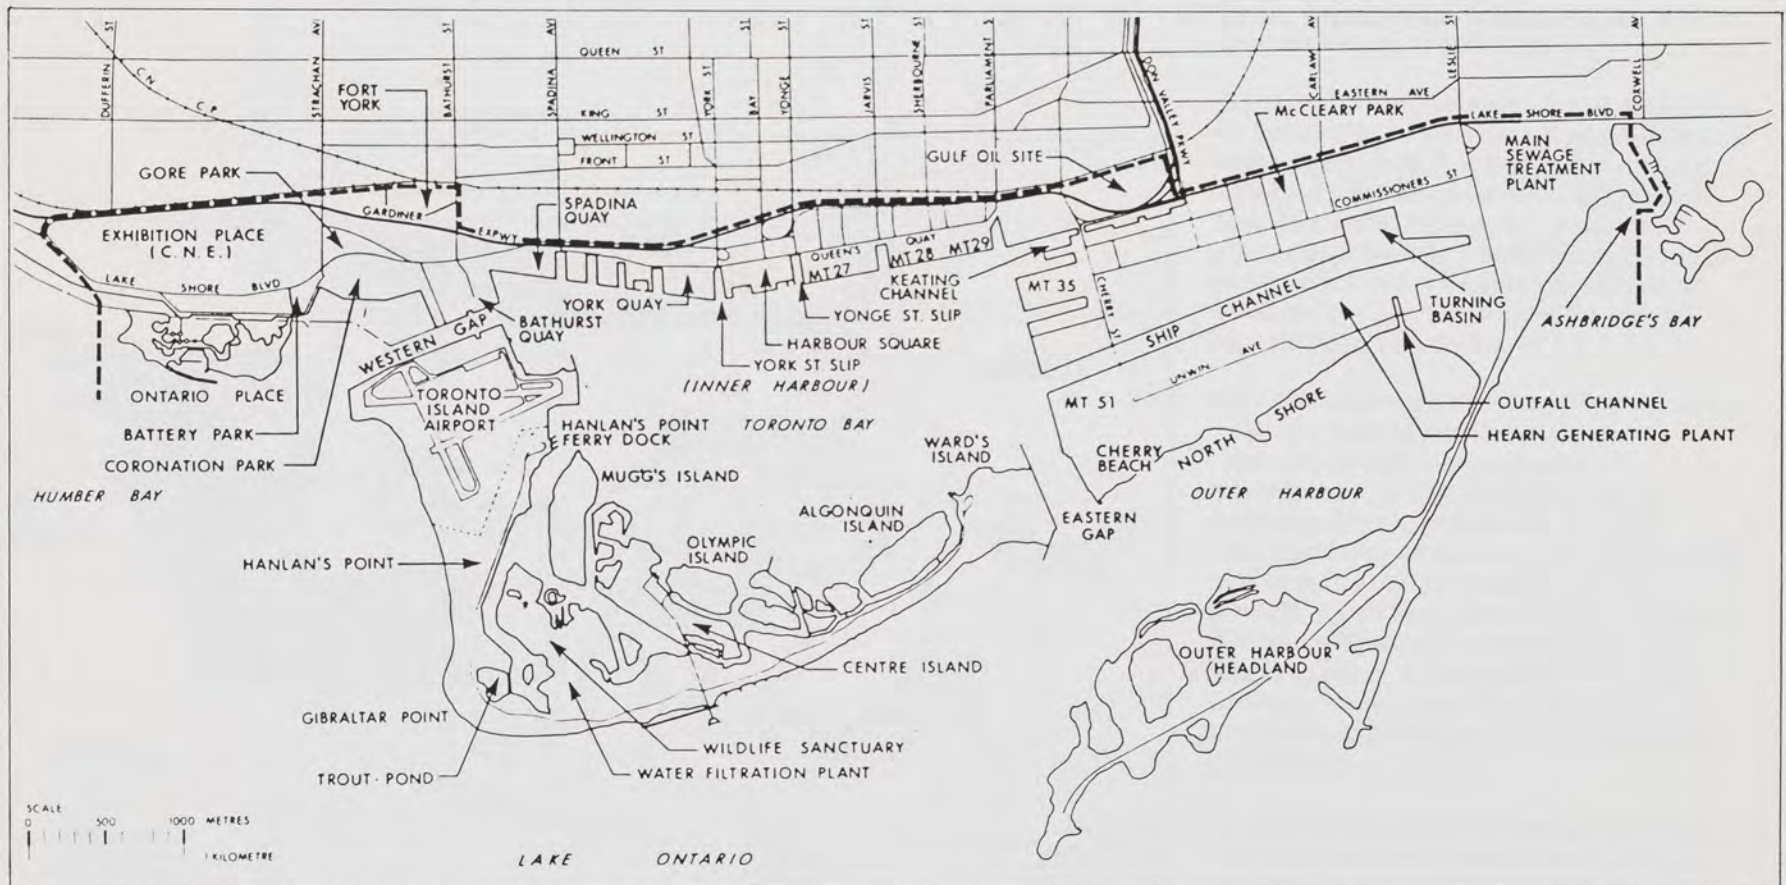 DUFFERIN ST
STRACHAN AV
BATHURST ST
SPADINA AV
YORK ST
BAY ST
YONGE ST
JARVIS ST
SHERBOURNE ST
PARLIAMENT S
DON VALLEY PKWY
CARLAW AV
LESLIE ST
COXWELL AV
C.N.
C.P.
QUEEN ST
KING ST
WELLINGTON ST
FRONT ST
EASTERN AVE
LAKE SHORE BLVD.
FORT
YORK
McCLEARY PARK
GULF OIL SITE
MAIN
SEWAGE
TREATMENT
PLANT
GORE PARK
GARDINER EXPWY
SPADINA
QUAY
COMMISSIONERS ST
EXHIBITION PLACE
(C.N.E.)
QUEEN'S QUAY
MT27
MT 28
MT29
KEATING
CHANNEL
MT 35
CHERRY ST
LAKE SHORE BLVD
YORK QUAY
YONGE ST. SLIP
SHIP CHANNEL
TURNING
BASIN
ASHBRIDGE'S BAY
WESTERN GAP
BATHURST
QUAY
HARBOUR SQUARE
YORK ST. SLIP
(INNER HARBOUR)
UNWIN AVE
ONTARIO PLACE
TORONTO
ISLAND
AIRPORT
MT 51
OUTFALL CHANNEL
BATTERY PARK
HANLAN'S POINT
FERRY DOCK
TORONTO BAY
WARD'S
ISLAND
CHERRY
BEACH
NORTH SHORE
HEARN GENERATING PLANT
CORONATION PARK
MUGG'S ISLAND
HUMBER BAY
OUTER HARBOUR
ALGONQUIN
ISLAND
EASTERN
GAP
OLYMPIC
ISLAND
HANLAN'S POINT
OUTER HARBOUR
(HEADLAND
CENTRE ISLAND
GIBRALTAR POINT
WILDLIFE SANCTUARY
TROUT-POND
WATER FILTRATION PLANT
SCALE
0 500 1000 METRES
1 KILOMETRE
LAKE ONTARIO